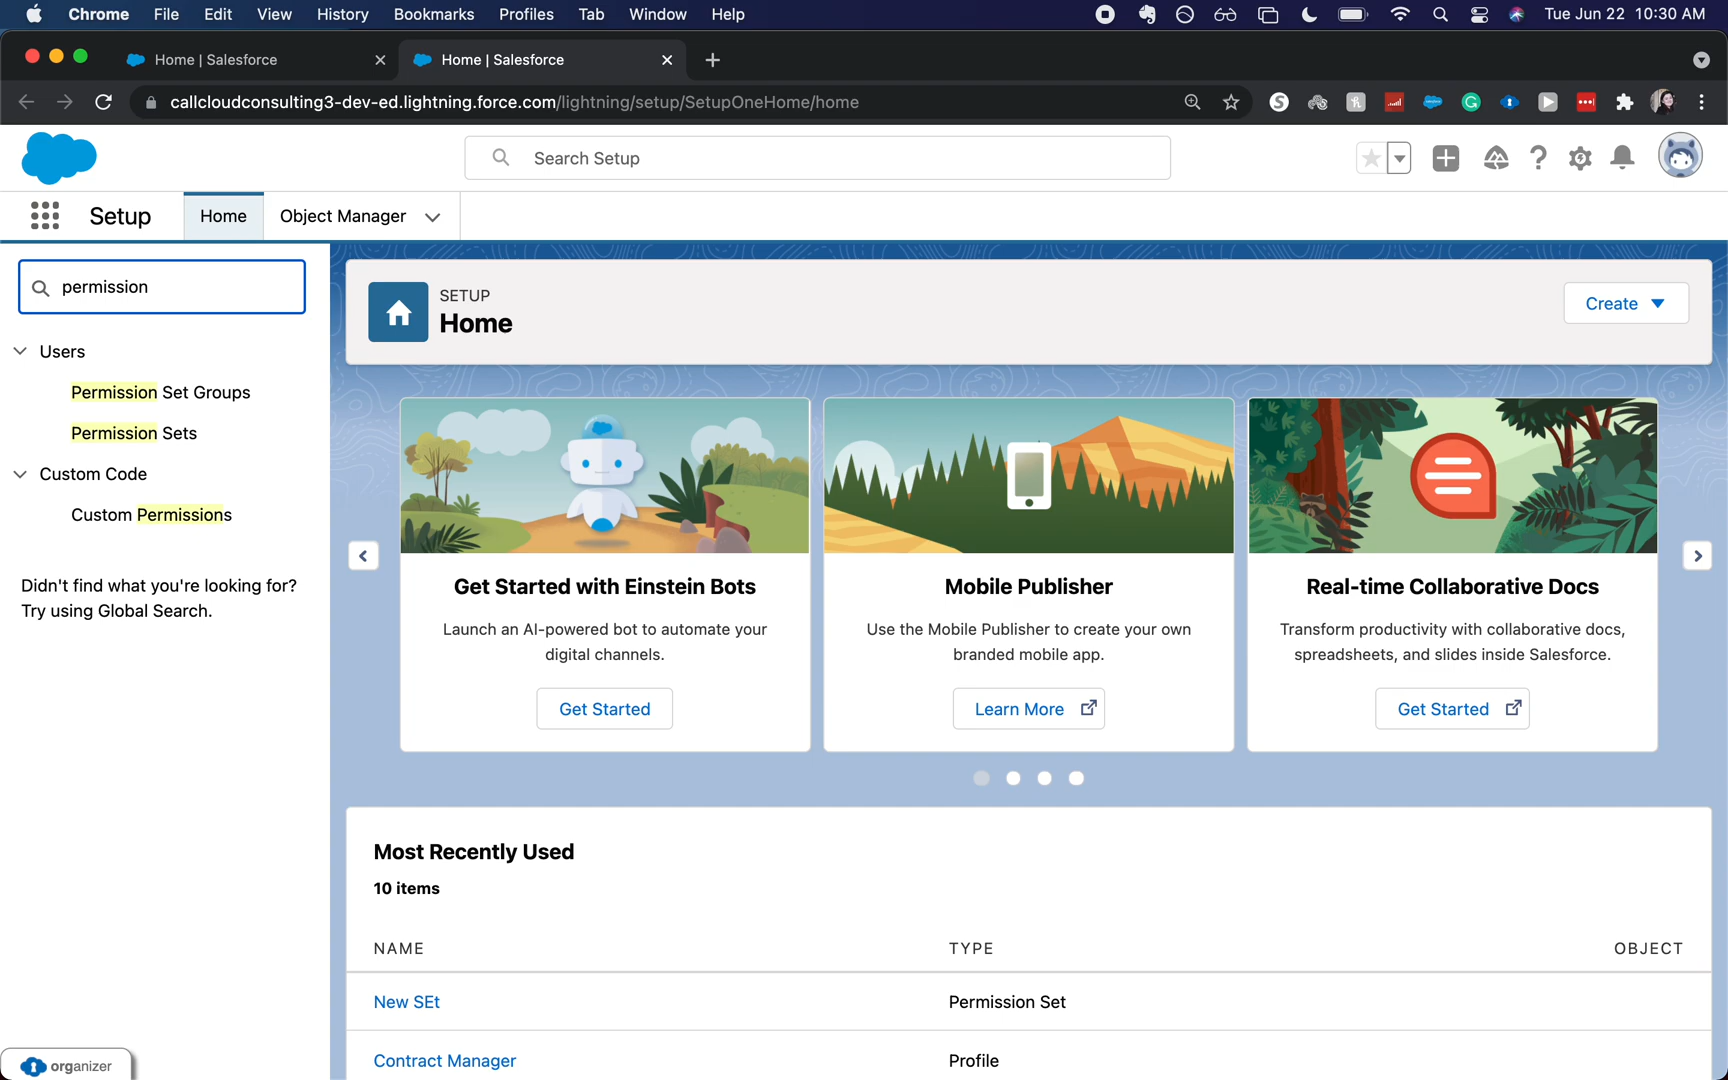 Chrome File Edit View History Bookmarks Profiles Tab Window Help Tue Jun 22 10:30 AM
Home | Salesforce Home | Salesforce
callcloudconsulting3-dev-ed.lightning.force.com/lightning/setup/SetupOneHome/home
Search Setup
Setup Home Object Manager
permission
Users
Permission Set Groups
Permission Sets
Custom Code
Custom Permissions
Didn't find what you're looking for?
Try using Global Search.
SETUP
Home
Create
Get Started with Einstein Bots
Launch an AI-powered bot to automate your
digital channels.
Get Started
Mobile Publisher
Use the Mobile Publisher to create your own
branded mobile app.
Learn More
Real-time Collaborative Docs
Transform productivity with collaborative docs,
spreadsheets, and slides inside Salesforce.
Get Started
Most Recently Used
10 items
NAME TYPE OBJECT
New SEt Permission Set
Contract Manager Profile
organizer